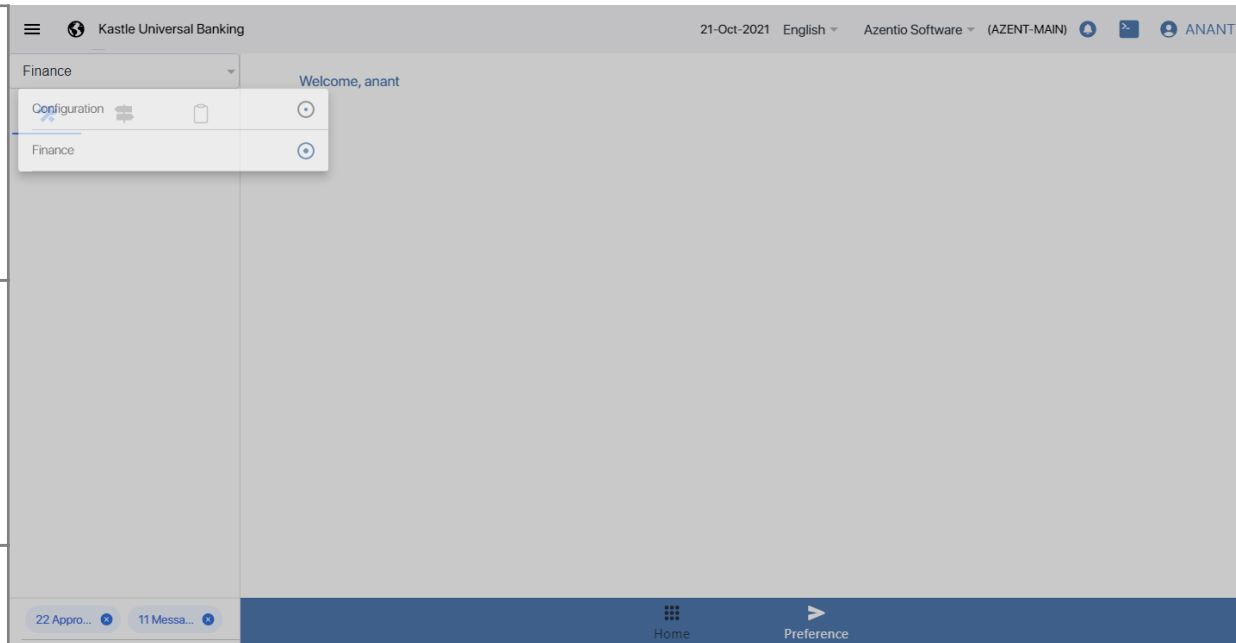 Kastle Universal Banking 21-Oct-2021 English Azentio Software (AZENT-MAIN) ANANT
Finance
Welcome, anant
Configuration
Finance
22 Appro... 11 Messa...
Home Preference